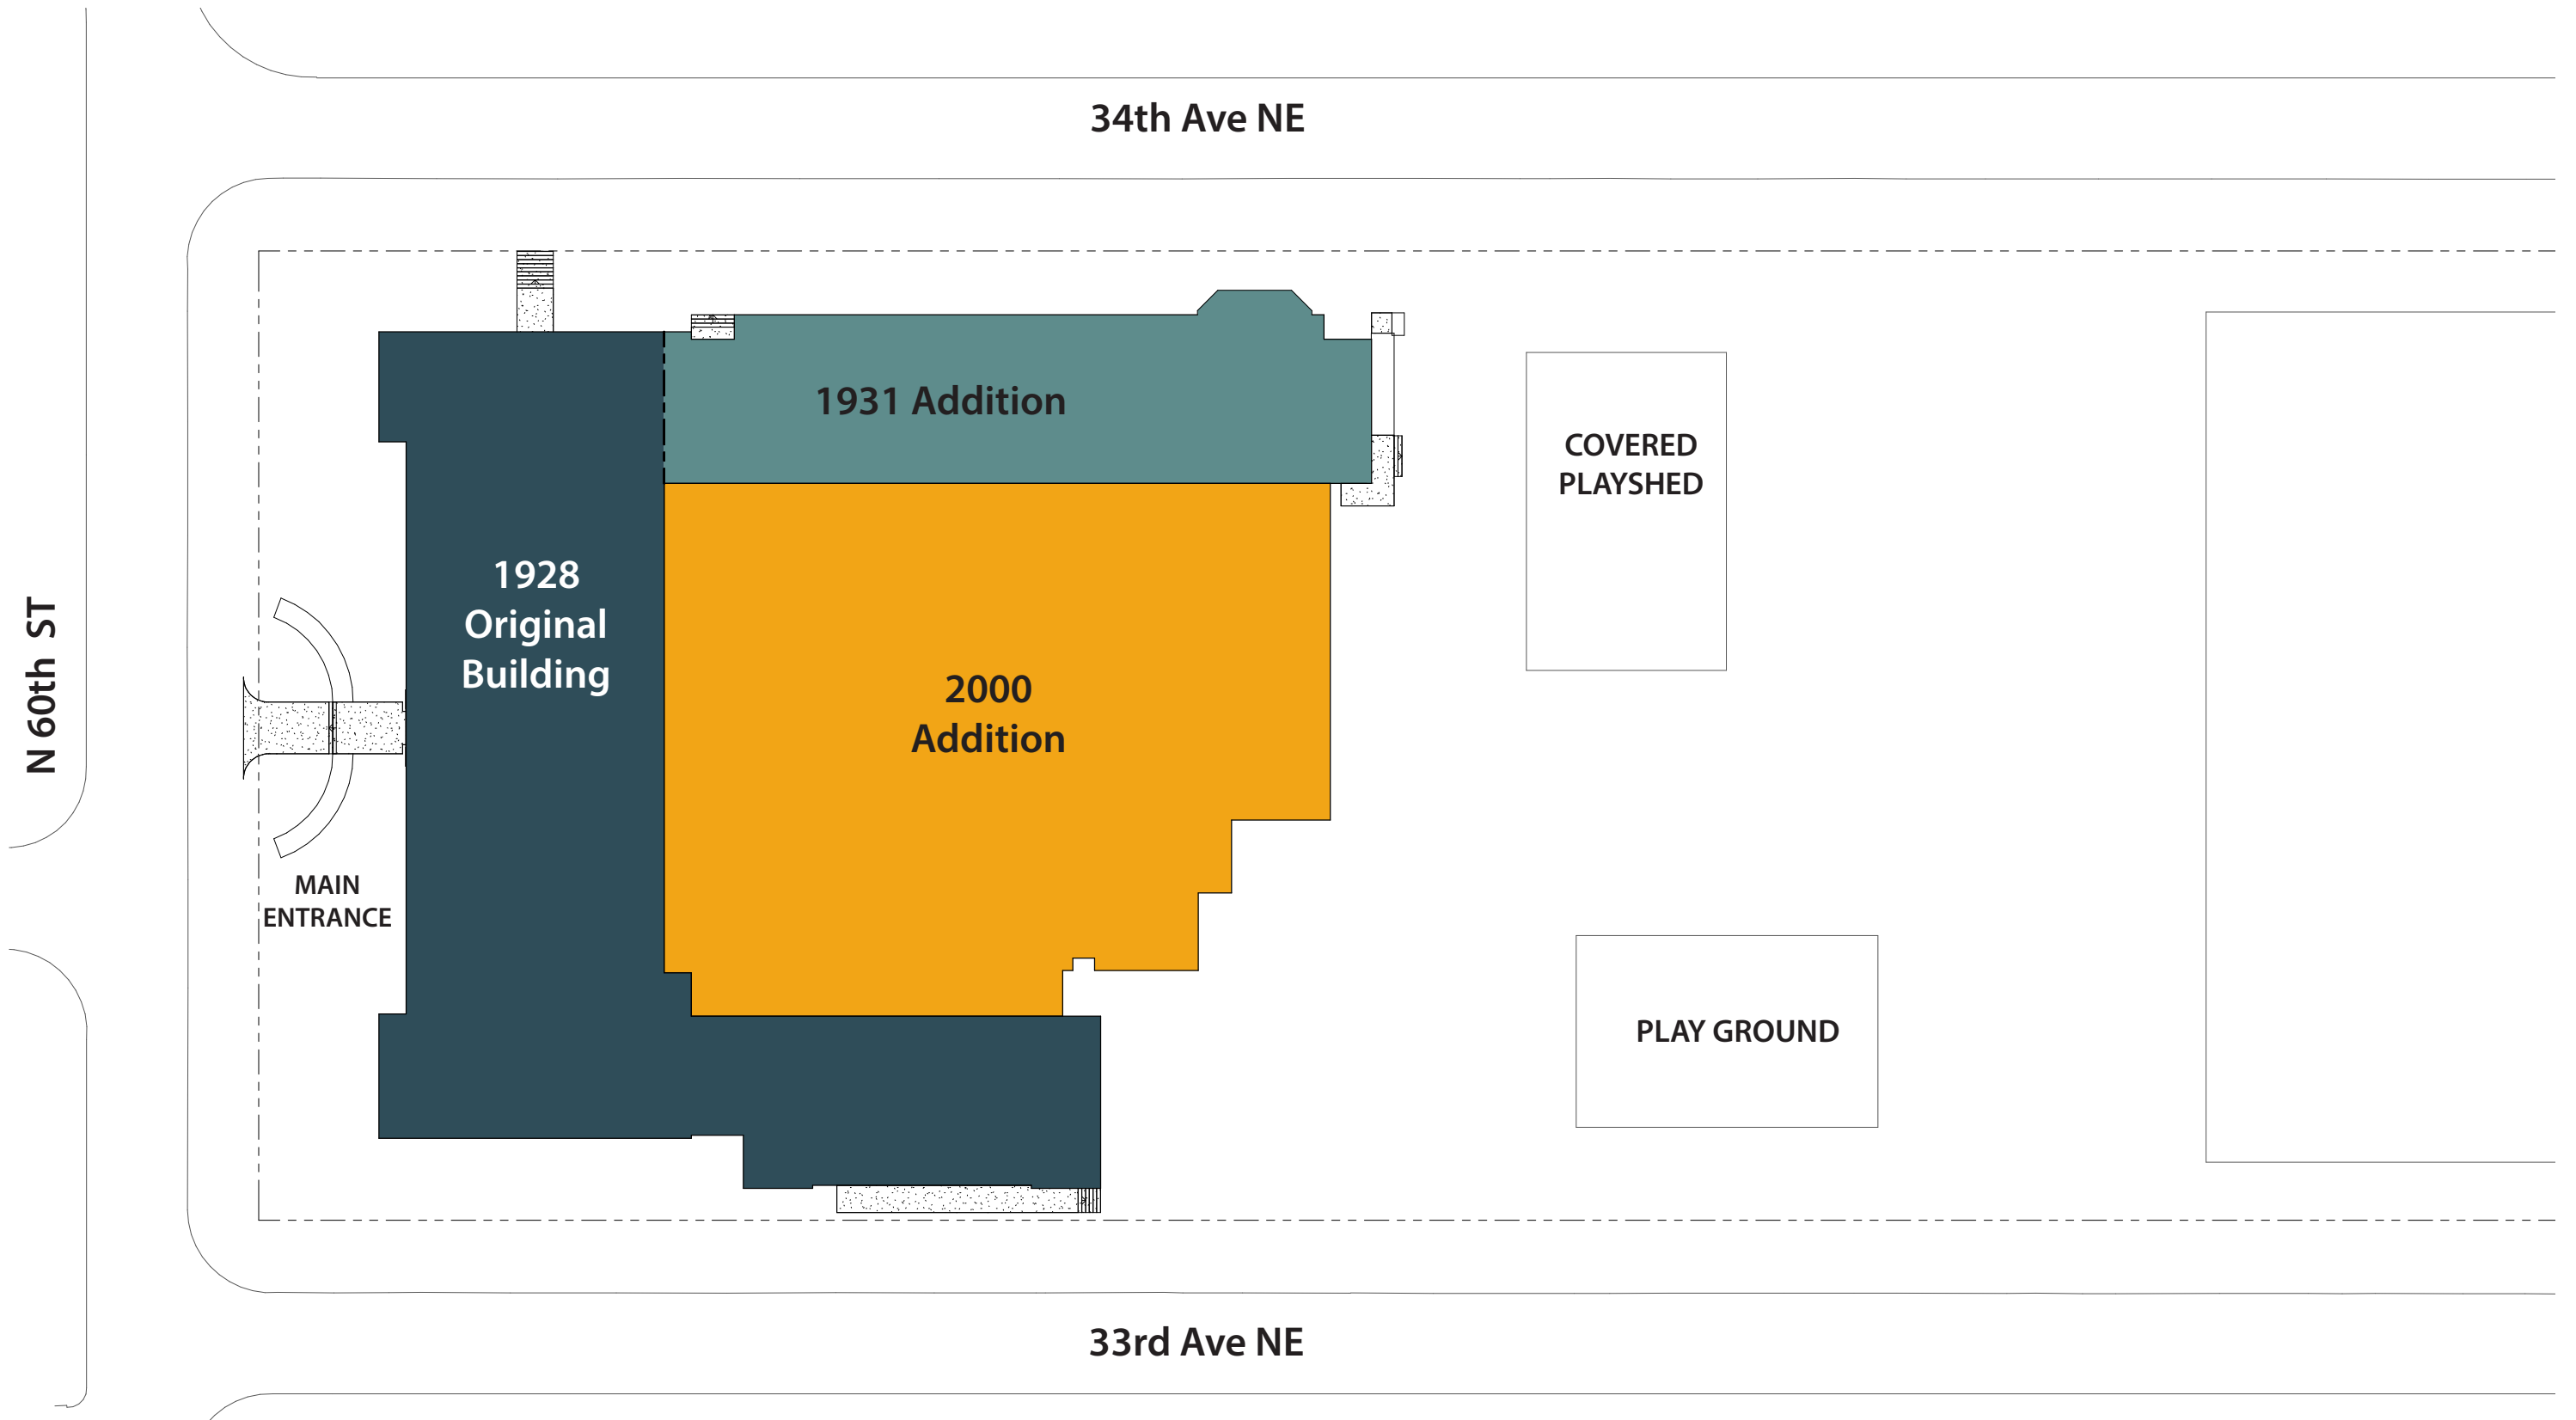 34th Ave NE
1931 Addition
COVERED
PLAYSHED
1928
Original
Building
N 60th ST
2000
Addition
MAIN
ENTRANCE
PLAY GROUND
33rd Ave NE